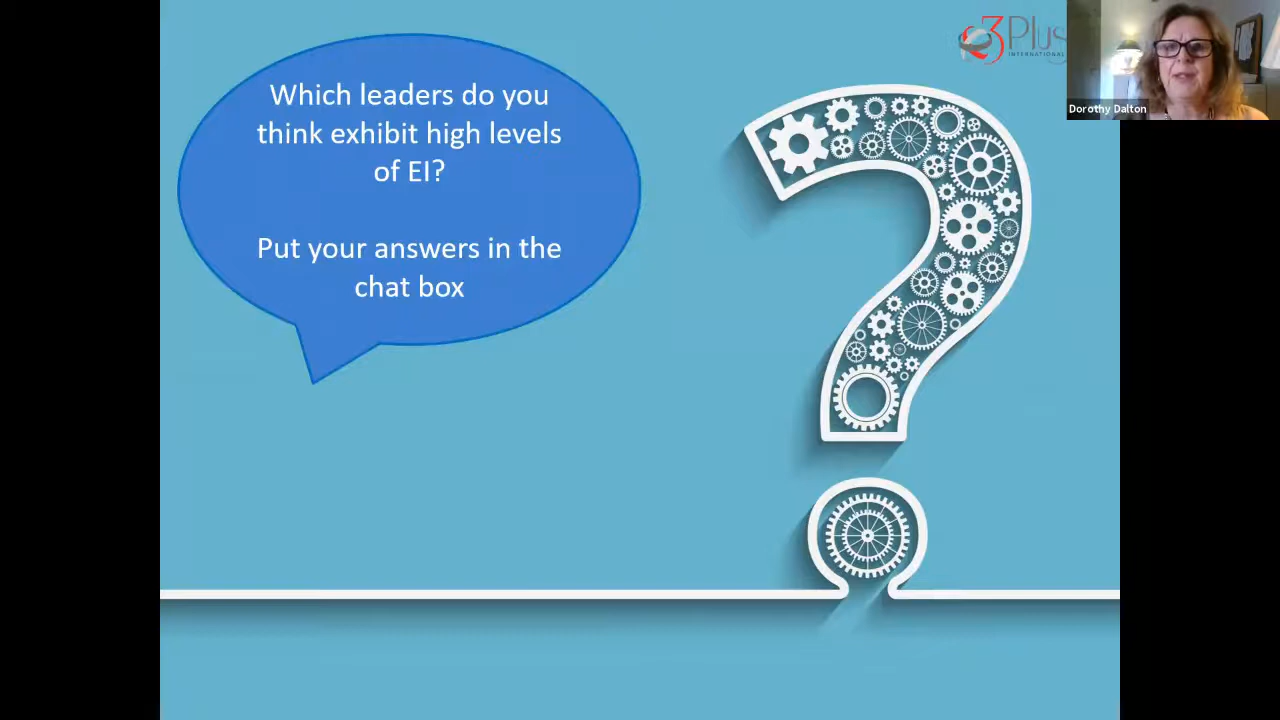 Which leaders do you
think exhibit high levels
of EI?
Put your answers in the
chat box
3Plus
INTERNATIONAL
Dorothy Dalton